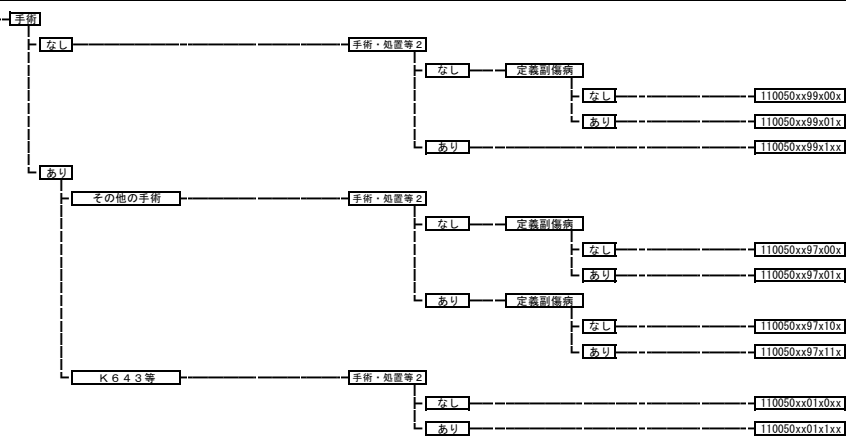 手術
なし 手術・処置等2
なし 定義副傷病
なし 110050xx99x00x
あり 110050xx99x01x
あり 110050xx99x1xx
あり
その他の手術 手術・処置等2
なし 定義副傷病
なし 110050xx97x00x
あり 110050xx97x01x
あり 定義副傷病
なし 110050xx97x10x
あり 110050xx97x11x
K643等 手術・処置等2
なし 110050xx01x0xx
あり 110050xx01x1xx